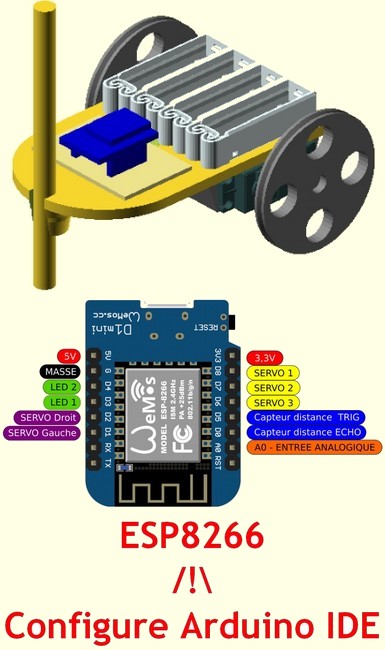 WeMos.cc
D1 mini
RESET
5V
MASSE
LED 2
LED 1
SERVO Droit
SERVO Gauche
5V
G
D4
D3
D2
D1
RX
TX
WeMos
MODEL ESP-8266
ISM 2.4GHz
PA +25dBm
802.11b/g/n
FC
3V3
D8
D7
D6
D5
D0
A0
RST
3,3V
SERVO 1
SERVO 2
SERVO 3
Capteur distance TRIG
Capteur distance ECHO
A0 - ENTREE ANALOGIQUE
ESP8266
/!\
Configure Arduino IDE